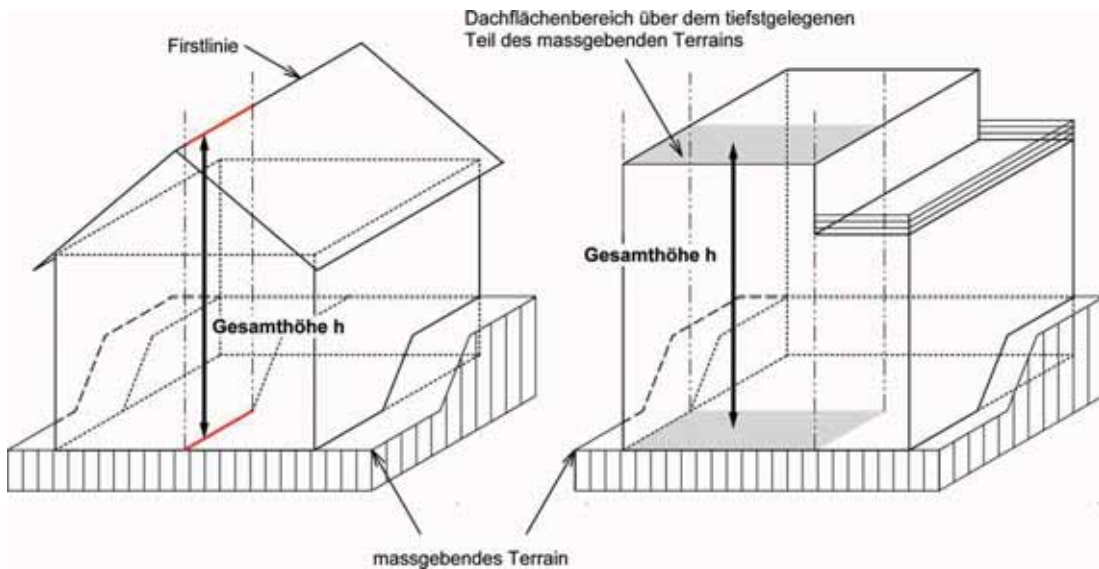 Dachflächenbereich über dem tiefstgelegenen
Teil des massgebenden Terrains
Firstlinie
Gesamthöhe h
Gesamthöhe h
massgebendes Terrain